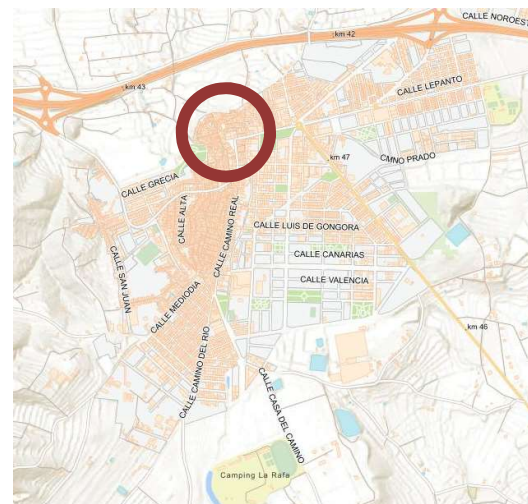 CALLE NOROEST
km 42
km 43
CALLE LEPANTO
km 47
CMNO PRADO
CALLE GRECIA
CALLE ALTA
CALLE CAMINO REAL
CALLE LUIS DE GONGORA
CALLE CANARIAS
CALLE SAN JUAN
CALLE VALENCIA
CALLE MEDIODIA
km 46
CALLE CAMINO DEL RIO
CALLE CASA DEL CAMINO
Camping La Rafa